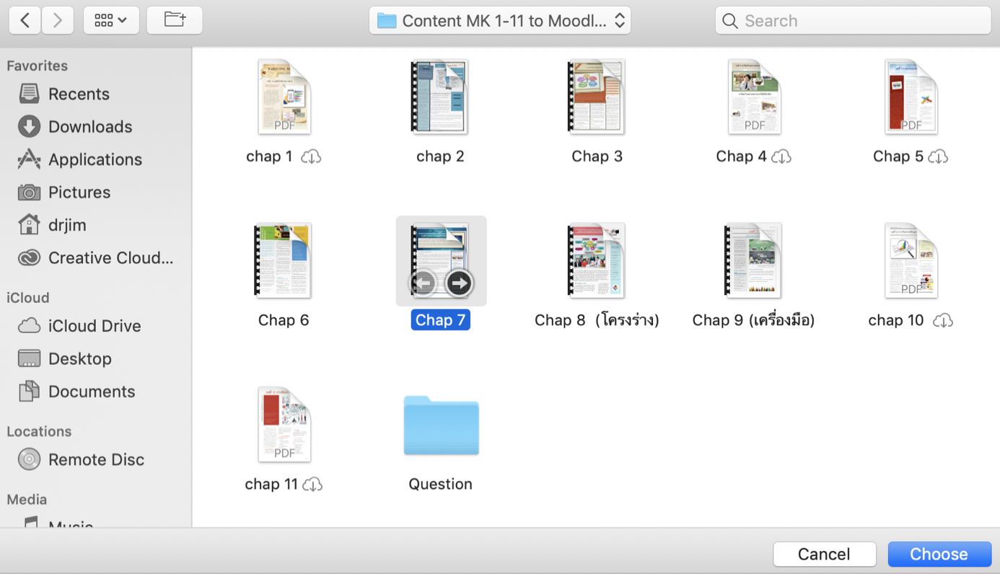 Content MK 1-11 to Moodl...
Search
Favorites
Recents
Downloads
Applications
Pictures
drjim
Creative Cloud...
iCloud
iCloud Drive
Desktop
Documents
Locations
Remote Disc
Media
Music
PDF
PDF
PDF
chap 1
chap 2
Chap 3
Chap 4
Chap 5
PDF
Chap 6
Chap 7
Chap 8 (โครงร่าง)
Chap 9 (เครื่องมือ)
chap 10
PDF
chap 11
Question
Cancel
Choose